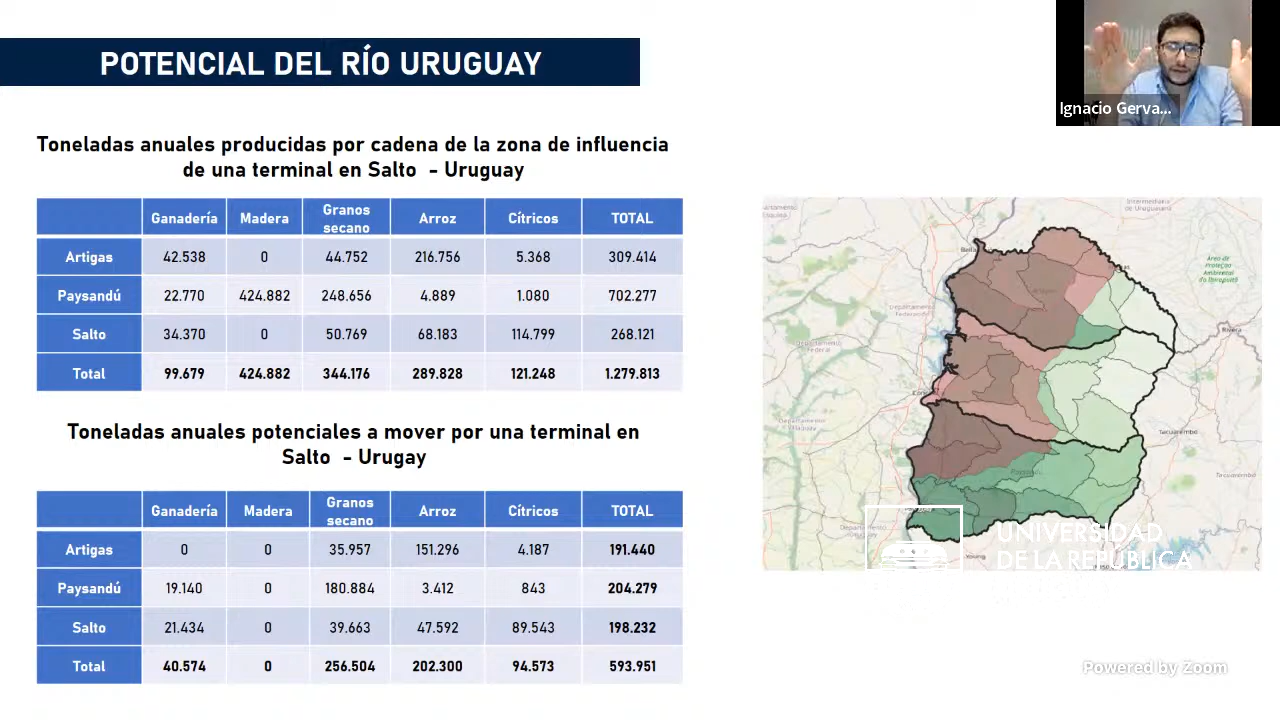 POTENCIAL DEL RÍO URUGUAY
Ignacio Gerva...
Toneladas anuales producidas por cadena de la zona de influencia
de una terminal en Salto - Uruguay
Ganadería Madera Granos secano Arroz Cítricos TOTAL
Artigas 42.538 0 44.752 216.756 5.368 309.414
Paysandú 22.770 424.882 248.656 4.889 1.080 702.277
Salto 34.370 0 50.769 68.183 114.799 268.121
Total 99.679 424.882 344.176 289.828 121.248 1.279.813
Toneladas anuales potenciales a mover por una terminal en
Salto - Urugay
Ganadería Madera Granos secano Arroz Cítricos TOTAL
Artigas 0 0 35.957 151.296 4.187 191.440
Paysandú 19.140 0 180.884 3.412 843 204.279
Salto 21.434 0 39.663 47.592 89.543 198.232
Total 40.574 0 256.504 202.300 94.573 593.951
Rivera
Tacuarembó
Tacuarembó
Paysandú
Young
UNIVERSIDAD
DE LA REPÚBLICA
Powered by Zoom